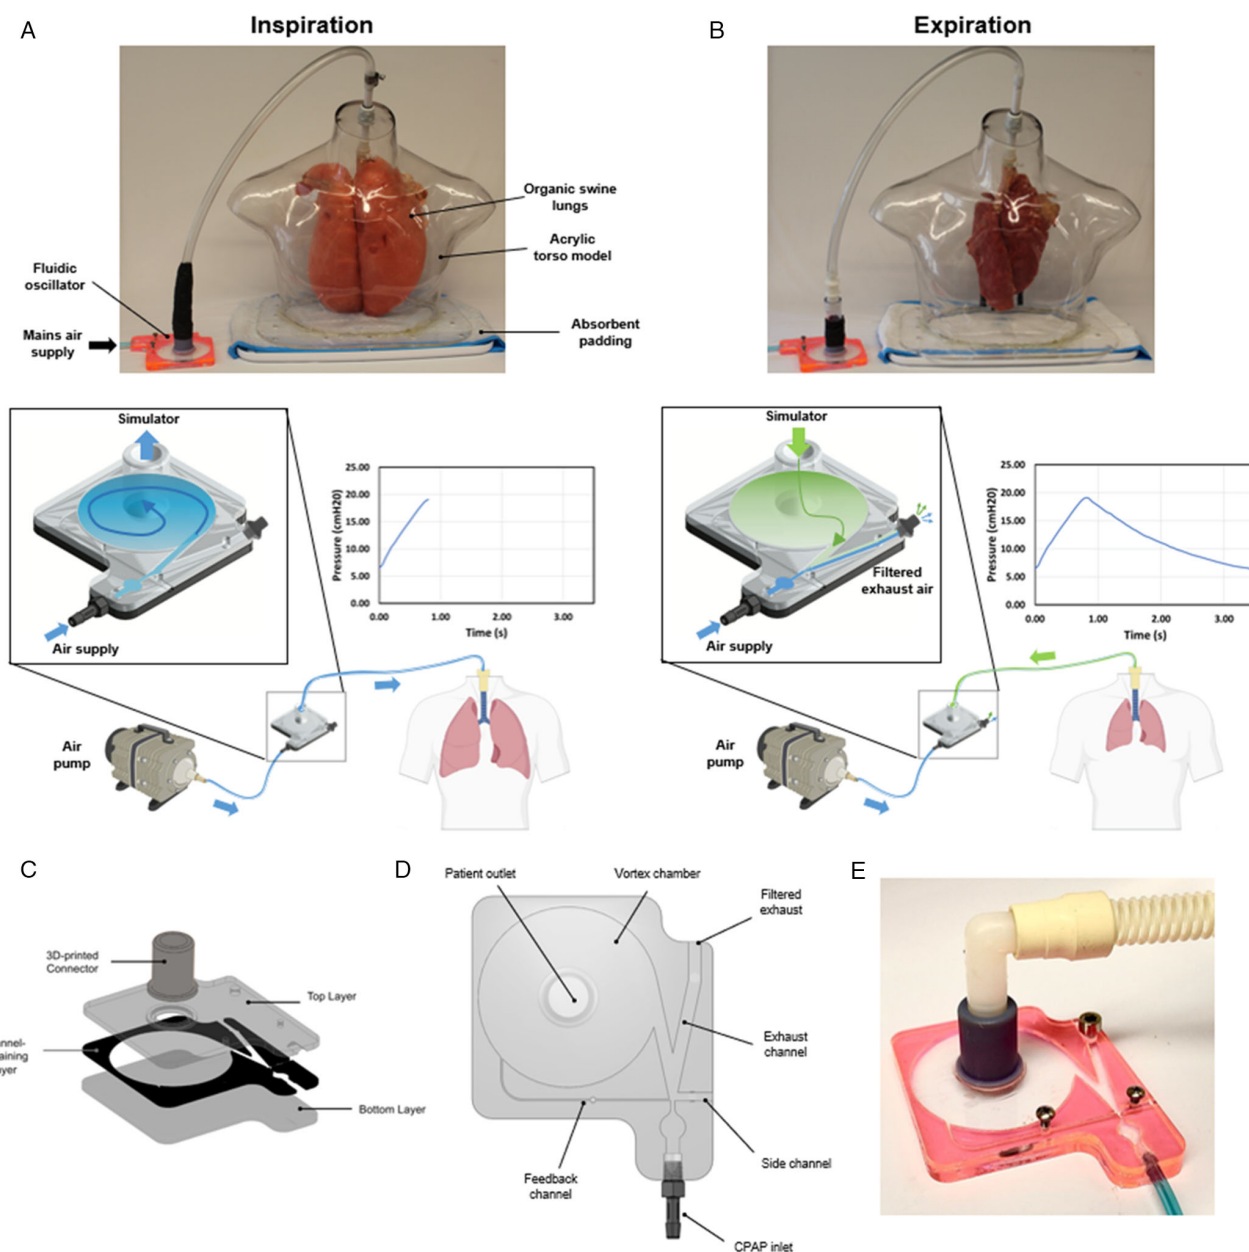 A
Inspiration
B
Expiration
Organic swine
lungs
Acrylic
torso model
Fluidic
oscillator
Mains air
supply
Absorbent
padding
Simulator
Air supply
25.00
20.00
15.00
10.00
5.00
0.00
Pressure (cmH20)
0.00 1.00 2.00 3.00
Time (s)
Air
pump
Simulator
Filtered
exhaust air
Air supply
25.00
20.00
15.00
10.00
5.00
0.00
Pressure (cmH20)
0.00 1.00 2.00 3.00
Time (s)
Air
pump
C
3D-printed
Connector
Top Layer
Bottom Layer
D
Patient outlet
Vortex chamber
Filtered
exhaust
Exhaust
channel
Side channel
Feedback
channel
CPAP inlet
E